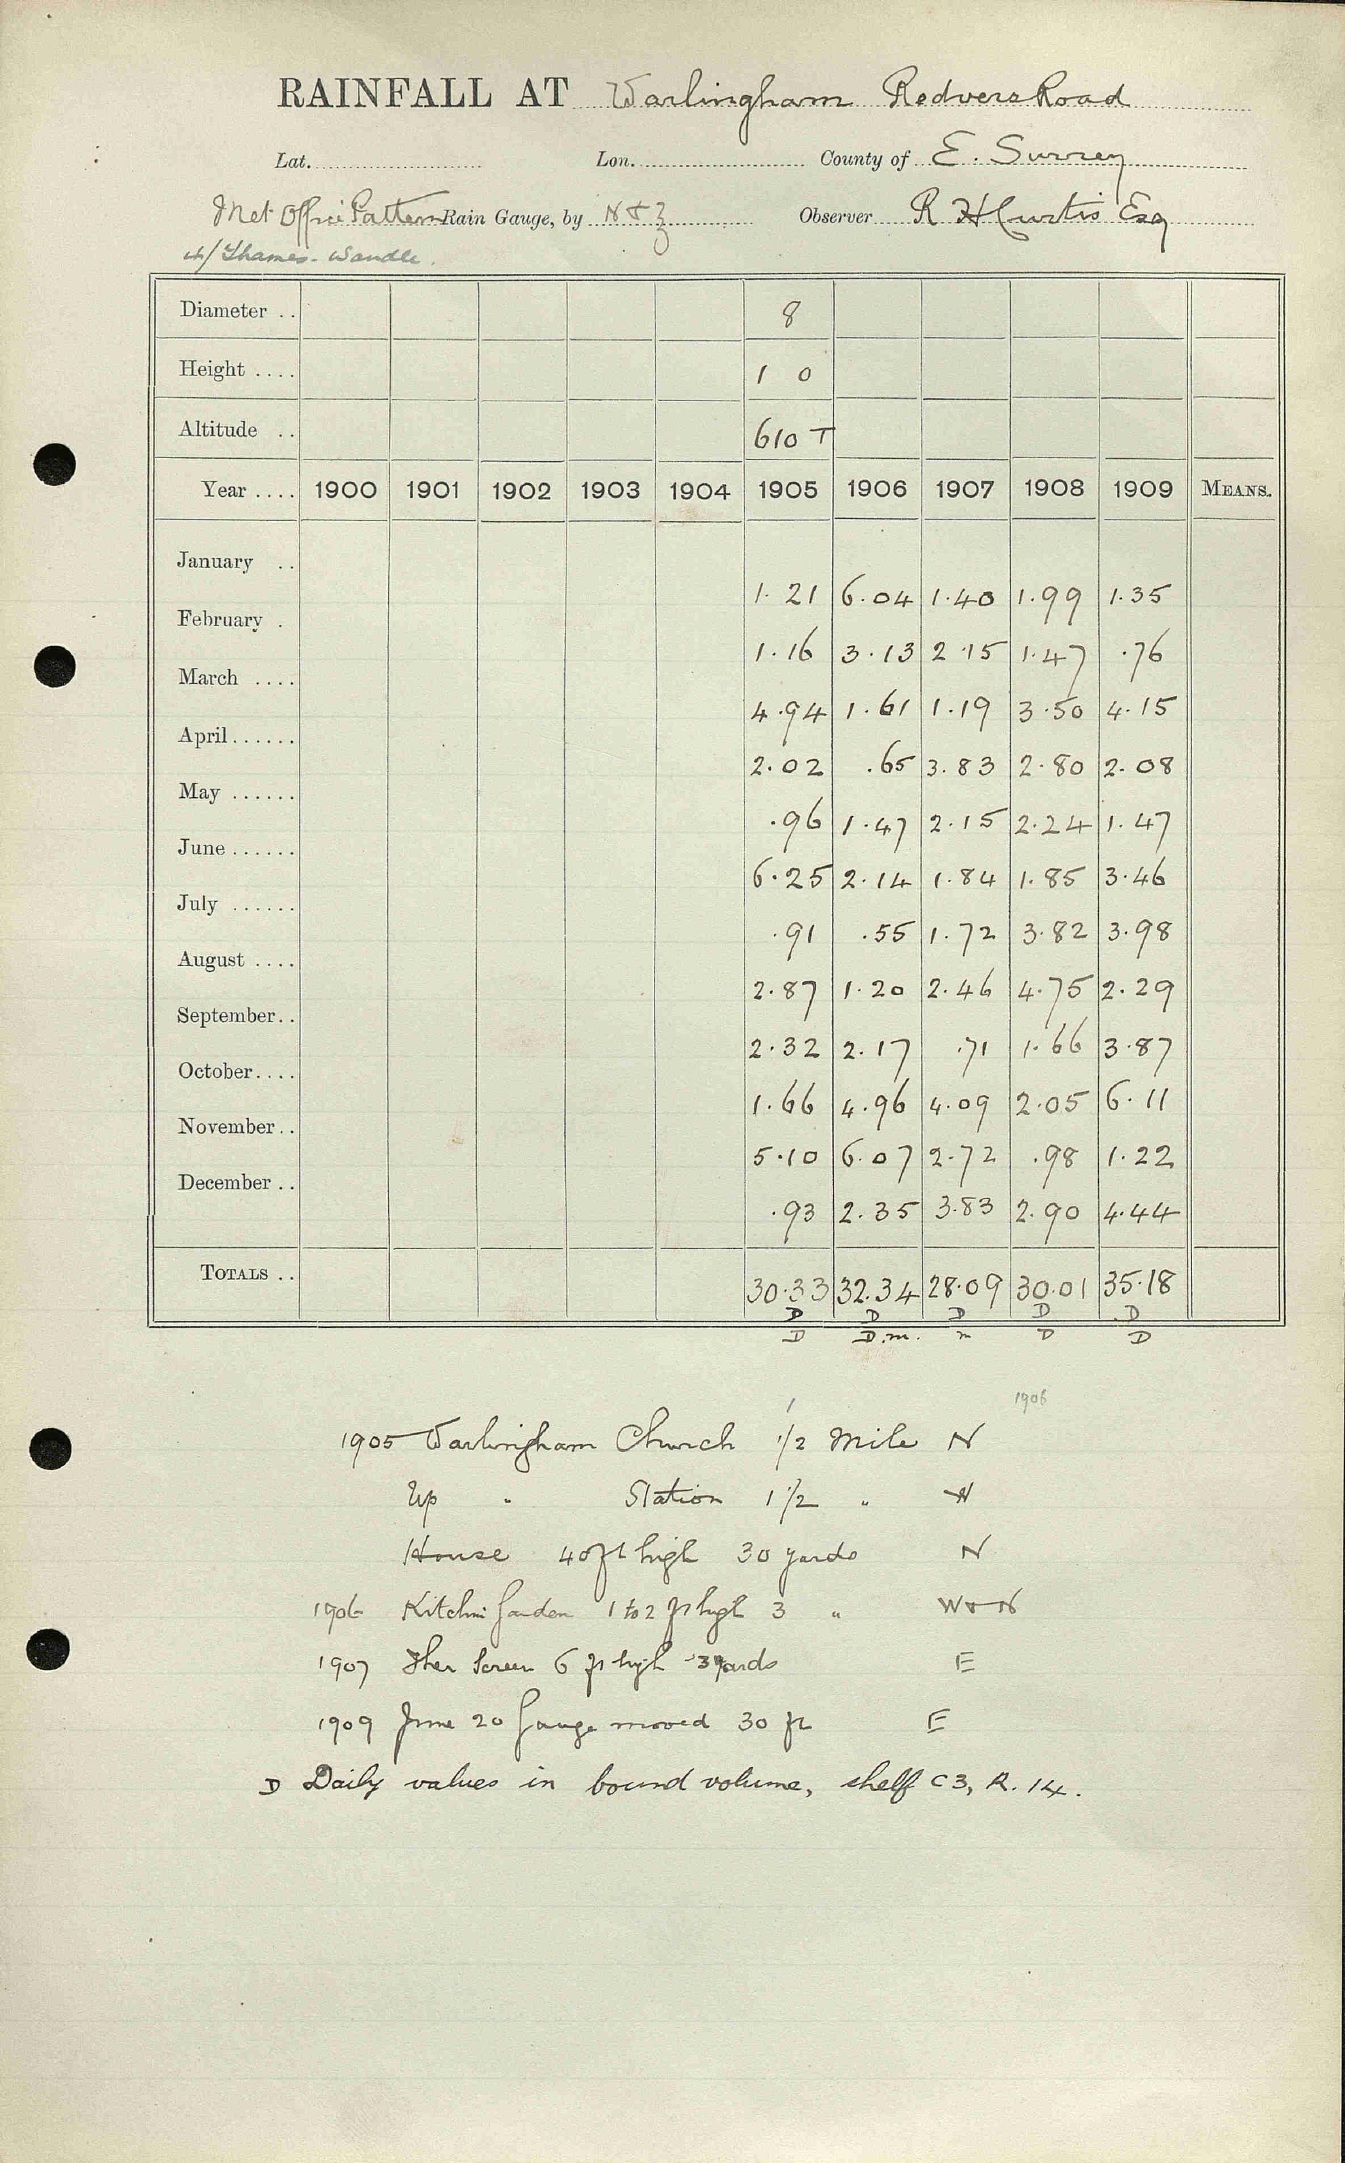 RAINFALL AT Warlingham Redvers Road
Lat. Lon. County of E. Surrey
Met Office Pattern Rain Gauge, by N & Z Observer R H Curtis Esq
4/ Thames - Wandle.
Diameter .. 8
Height .... 1 0
Altitude .. 610 T
Year .... 1900 1901 1902 1903 1904 1905 1906 1907 1908 1909 MEANS.
January .. 1.21 6.04 1.40 1.99 1.35
February . 1.16 3.13 2.15 1.47 .76
March .... 4.94 1.61 1.19 3.50 4.15
April...... 2.02 .65 3.83 2.80 2.08
May ...... .96 1.47 2.15 2.24 1.47
June ...... 6.25 2.14 1.84 1.85 3.46
July ...... .91 .55 1.72 3.82 3.98
August .... 2.87 1.20 2.46 4.75 2.29
September.. 2.32 2.17 .71 1.66 3.87
October.... 1.66 4.96 4.09 2.05 6.11
November.. 5.10 6.07 2.72 .98 1.22
December .. .93 2.35 3.83 2.90 4.44
TOTALS .. 30.33 32.34 28.09 30.01 35.18
D D D D D
D D.m. m D D
1906
1905 Warlingham Church 1/2 Mile N
Up " Station 1 1/2 " W
House 40 ft high 30 yards N
1906 Kitchen Garden 1 to 2 ft high 3 " W & N
1907 Ther Screen 6 ft high 3 yards E
1909 June 20 Gauge moved 30 ft E
D Daily values in bound volume, shelf C3, R. 14.